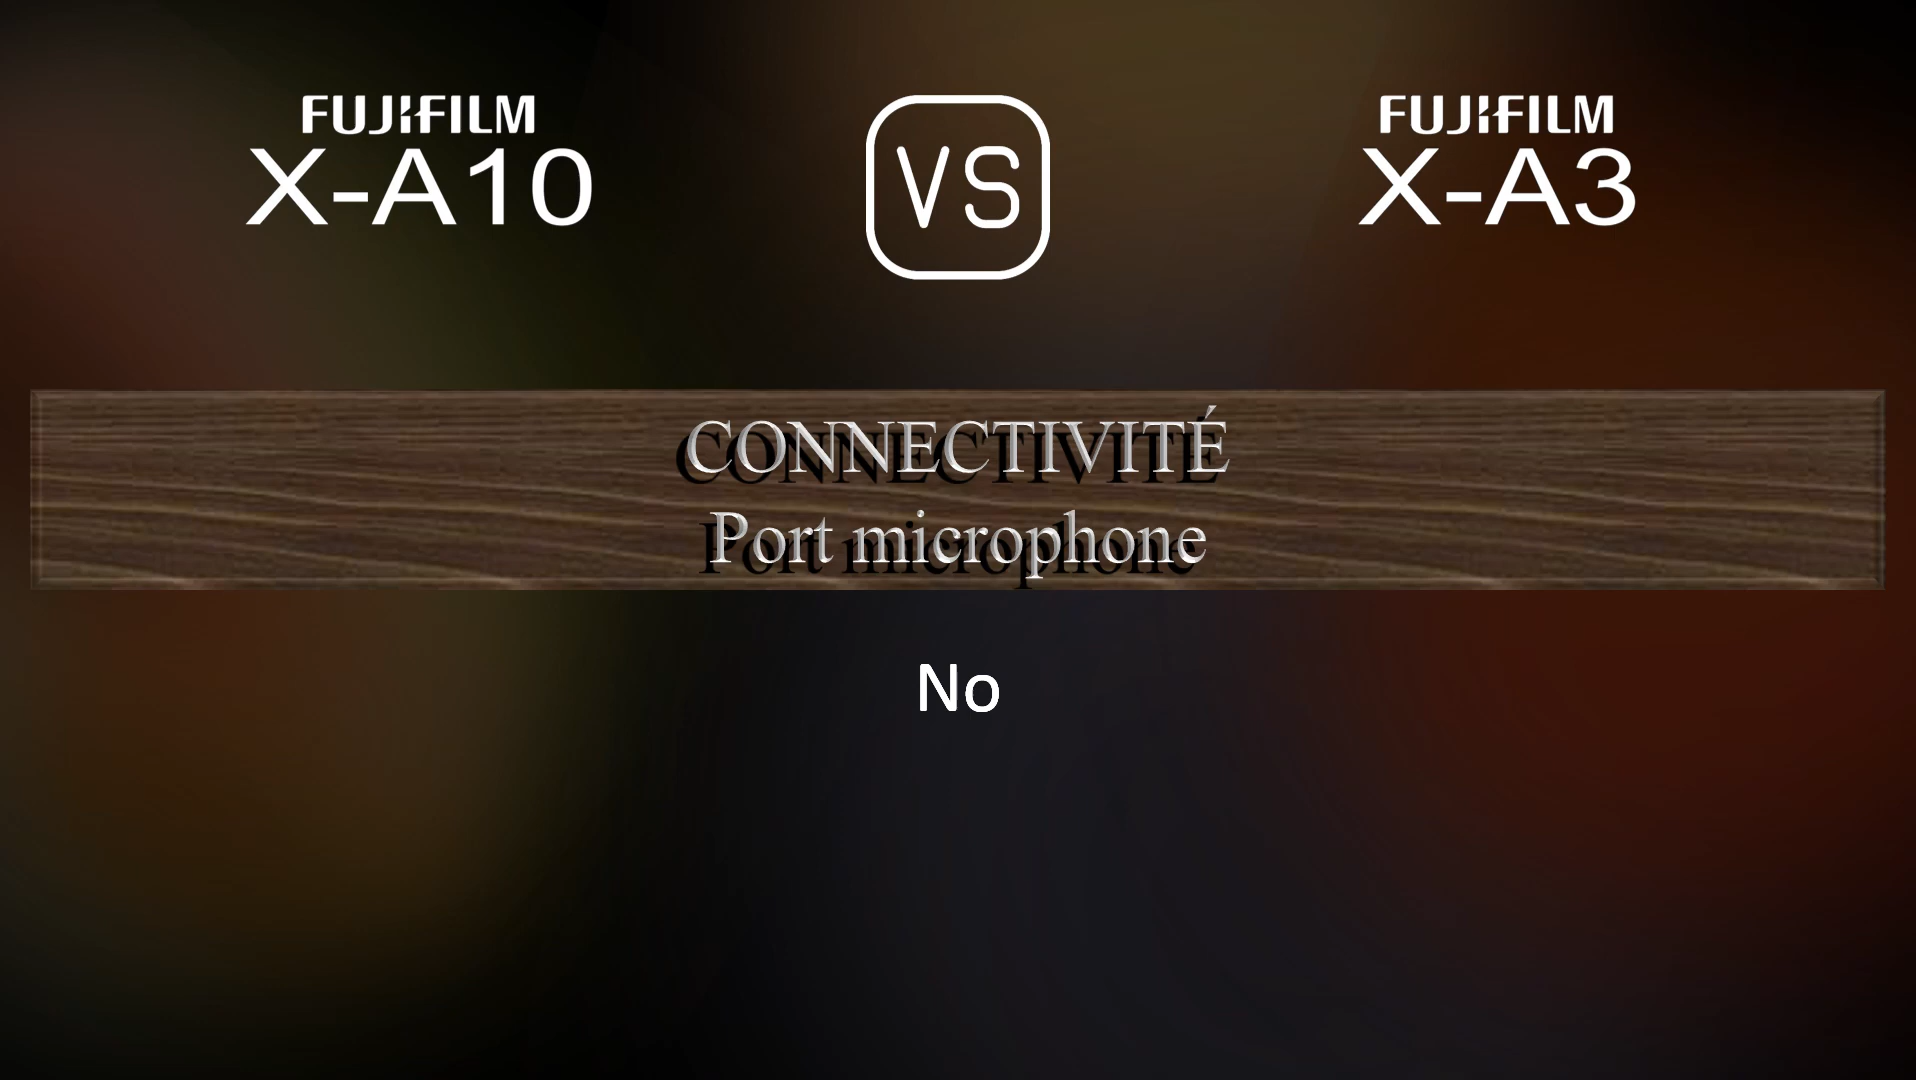 FUJIFILM
X-A10
VS
FUJIFILM
X-A3
CONNECTIVITÉ
Port microphone
No